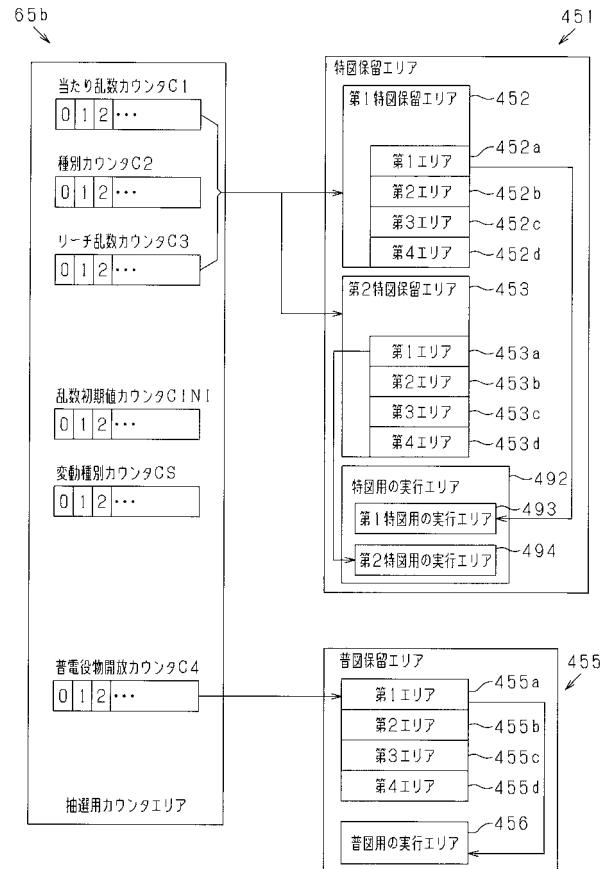 65b
当たり乱数カウンタC1
0 1 2 ･･･
種別カウンタC2
0 1 2 ･･･
リーチ乱数カウンタC3
0 1 2 ･･･
乱数初期値カウンタCINI
0 1 2 ･･･
変動種別カウンタCS
0 1 2 ･･･
普電役物開放カウンタC4
0 1 2 ･･･
抽選用カウンタエリア
451
特図保留エリア
第1特図保留エリア
452
第1エリア
452a
第2エリア
452b
第3エリア
452c
第4エリア
452d
第2特図保留エリア
453
第1エリア
453a
第2エリア
453b
第3エリア
453c
第4エリア
453d
特図用の実行エリア
492
第1特図用の実行エリア
493
第2特図用の実行エリア
494
普図保留エリア
455
第1エリア
455a
第2エリア
455b
第3エリア
455c
第4エリア
455d
普図用の実行エリア
456